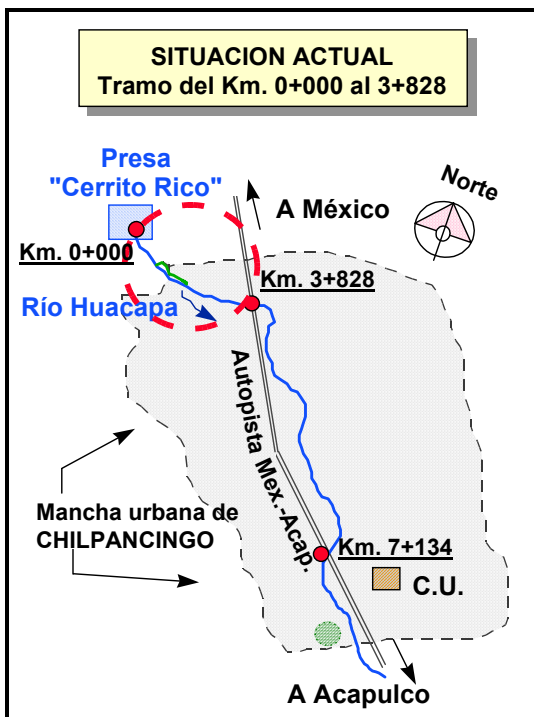 SITUACION ACTUAL
Tramo del Km. 0+000 al 3+828
Presa
"Cerrito Rico"
Norte
A México
Km. 0+000
Km. 3+828
Río Huacapa
Autopista Mex.-Acap.
Mancha urbana de
CHILPANCINGO
Km. 7+134
C.U.
A Acapulco